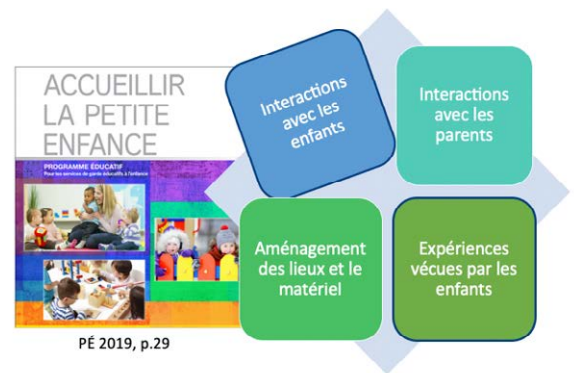 ACCUEILLIR
LA PETITE
ENFANCE
PROGRAMME ÉDUCATIF
Pour les services de garde éducatifs à l'enfance
PÉ 2019, p.29
Interactions
avec les
enfants
Interactions
avec les
parents
Aménagement
des lieux et le
matériel
Expériences
vécues par les
enfants